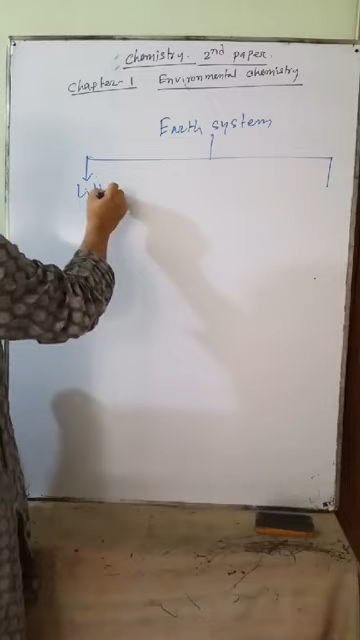 Chemistry. 2nd paper.
Chapter-1 Environmental chemistry
Earth system